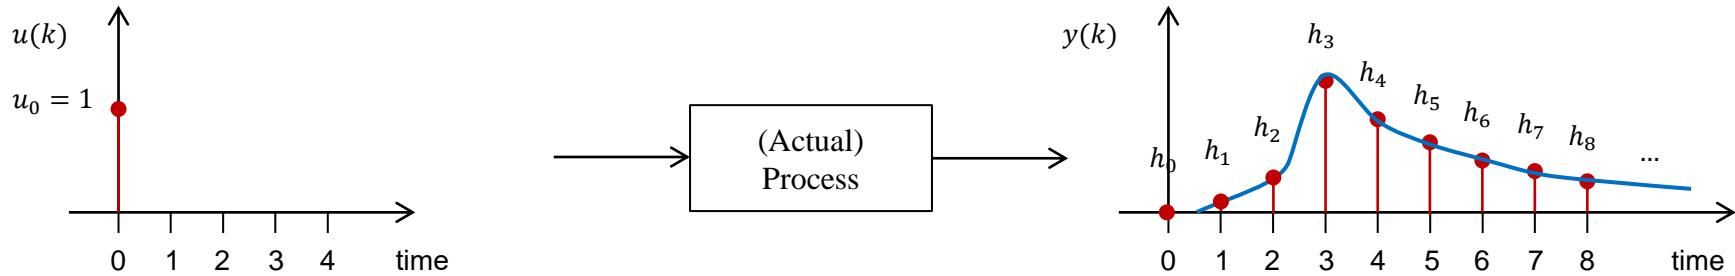 u(k)
u₀ = 1
0 1 2 3 4 time
(Actual)
Process
y(k)
h₀ h₁ h₂ h₃ h₄ h₅ h₆ h₇ h₈ ...
0 1 2 3 4 5 6 7 8 time